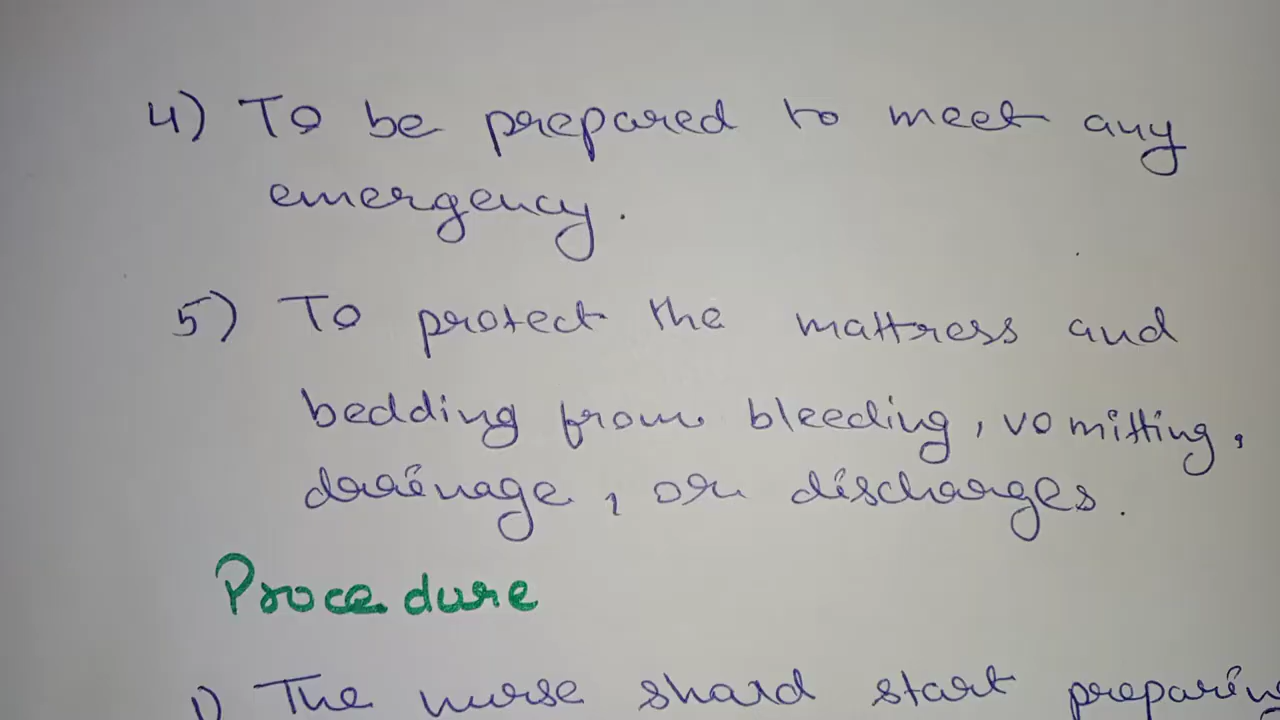 4) To be prepared to meet any
emergency.
5) To protect the mattress and
bedding from bleeding, vomitting,
drainage, or discharges.
Procedure
1) The nurse shard start preparing